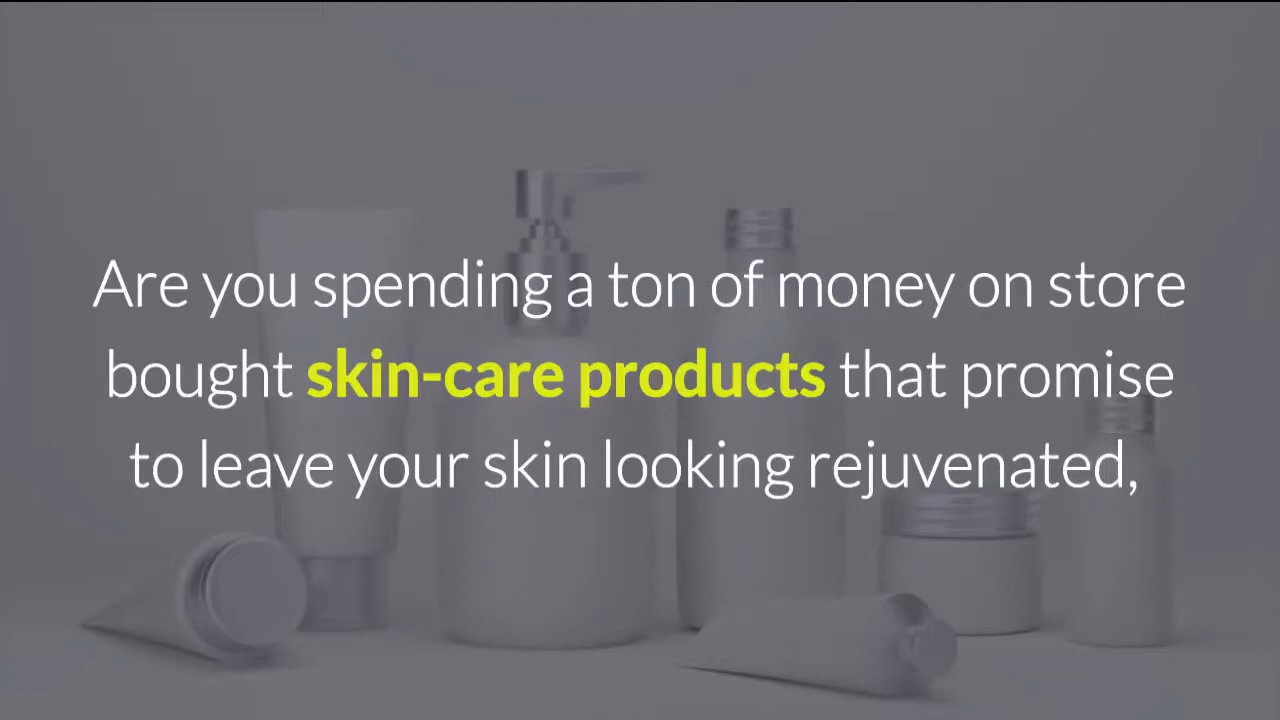 Are you spending a ton of money on store
bought skin-care products that promise
to leave your skin looking rejuvenated,